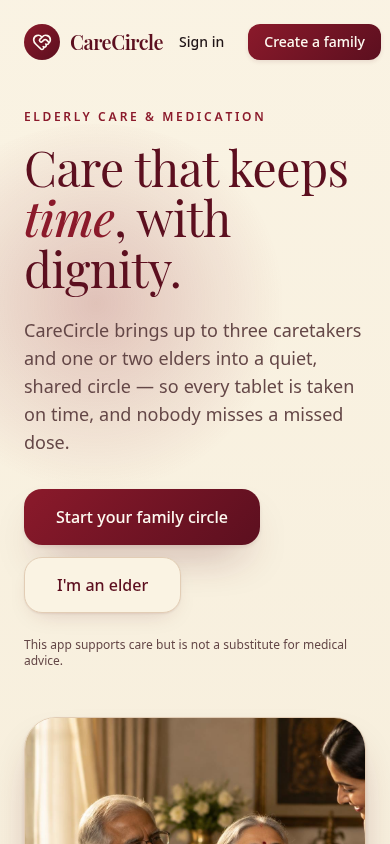 CareCircle
Sign in
Create a family
ELDERLY CARE & MEDICATION
Care that keeps
time, with
dignity.
CareCircle brings up to three caretakers
and one or two elders into a quiet,
shared circle — so every tablet is taken
on time, and nobody misses a missed
dose.
Start your family circle
I'm an elder
This app supports care but is not a substitute for medical
advice.